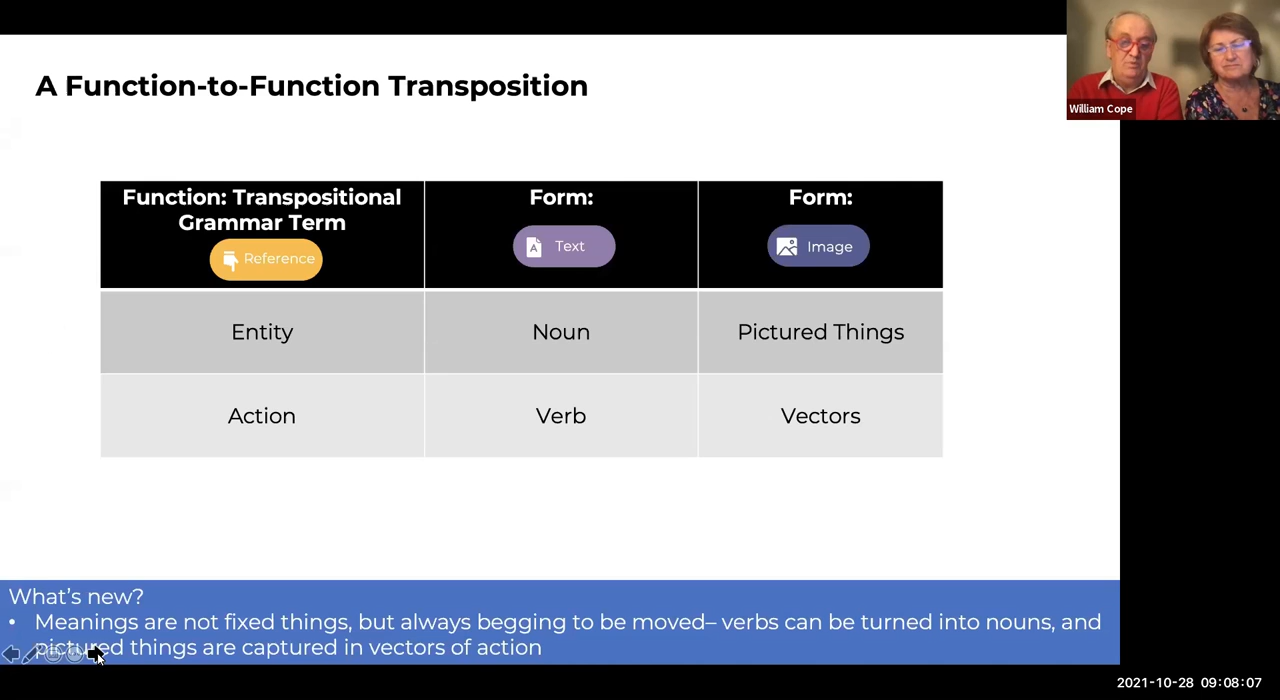 A Function-to-Function Transposition
William Cope
Function: Transpositional
Grammar Term
Reference
Form:
Text
Form:
Image
Entity
Noun
Pictured Things
Action
Verb
Vectors
What's new?
• Meanings are not fixed things, but always begging to be moved– verbs can be turned into nouns, and
pictured things are captured in vectors of action
2021-10-28 09:08:07